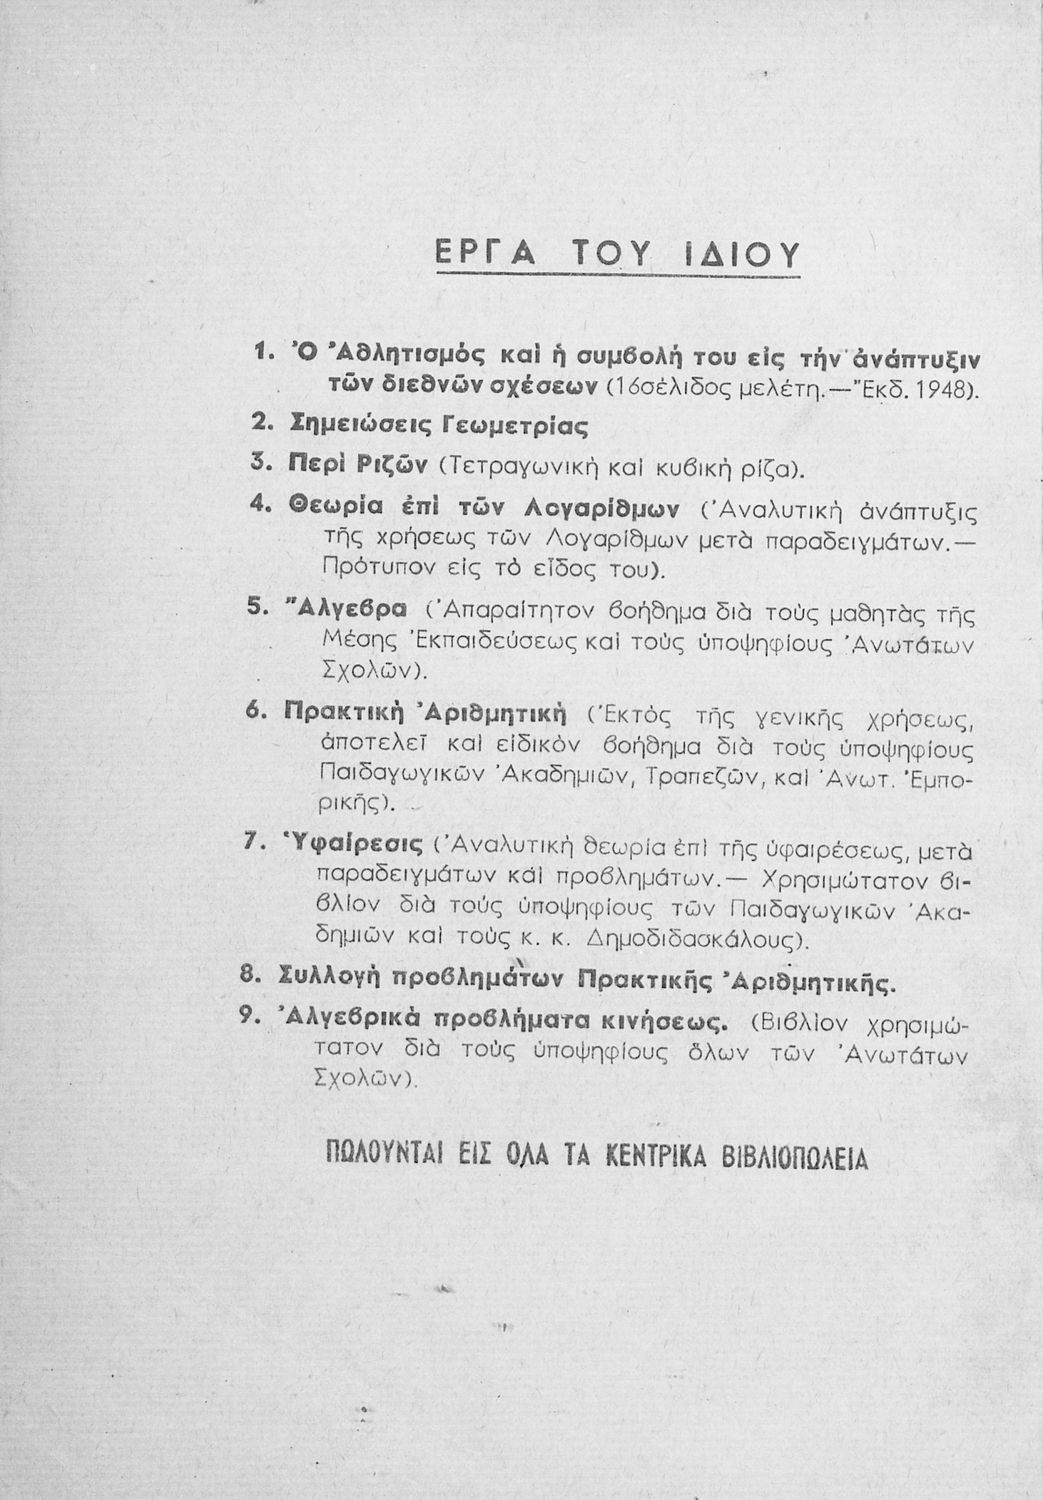 ΕΡΓΑ ΤΟΥ ΙΔΙΟΥ
1. Ὁ Ἀθλητισμός καὶ ἡ συμβολή του εἰς τήν ἀνάπτυξιν
τῶν διεθνῶν σχέσεων (16σέλιδος μελέτη.—Ἔκδ. 1948).
2. Σημειώσεις Γεωμετρίας
3. Περὶ Ριζῶν (Τετραγωνικὴ καὶ κυβικὴ ρίζα).
4. Θεωρία ἐπὶ τῶν Λογαρίθμων (Ἀναλυτικὴ ἀνάπτυξις
τῆς χρήσεως τῶν Λογαρίθμων μετὰ παραδειγμάτων.—
Πρότυπον εἰς τὸ εἶδος του).
5. Ἄλγεβρα (Ἀπαραίτητον βοήθημα διὰ τοὺς μαθητὰς τῆς
Μέσης Ἐκπαιδεύσεως καὶ τοὺς ὑποψηφίους Ἀνωτάτων
Σχολῶν).
6. Πρακτικὴ Ἀριθμητικὴ (Ἐκτὸς τῆς γενικῆς χρήσεως,
ἀποτελεῖ καὶ εἰδικὸν βοήθημα διὰ τοὺς ὑποψηφίους
Παιδαγωγικῶν Ἀκαδημιῶν, Τραπεζῶν, καὶ Ἀνωτ. Ἐμπο-
ρικῆς).
7. Ὑφαίρεσις (Ἀναλυτικὴ θεωρία ἐπὶ τῆς ὑφαιρέσεως, μετὰ
παραδειγμάτων καὶ προβλημάτων.— Χρησιμώτατον βι-
βλίον διὰ τοὺς ὑποψηφίους τῶν Παιδαγωγικῶν Ἀκα-
δημιῶν καὶ τοὺς κ. κ. Δημοδιδασκάλους).
8. Συλλογὴ προβλημάτων Πρακτικῆς Ἀριθμητικῆς.
9. Ἀλγεβρικὰ προβλήματα κινήσεως. (Βιβλίον χρησιμώ-
τατον διὰ τοὺς ὑποψηφίους ὅλων τῶν Ἀνωτάτων
Σχολῶν).
ΠΩΛΟΥΝΤΑΙ ΕΙΣ ΟΛΑ ΤΑ ΚΕΝΤΡΙΚΑ ΒΙΒΛΙΟΠΩΛΕΙΑ